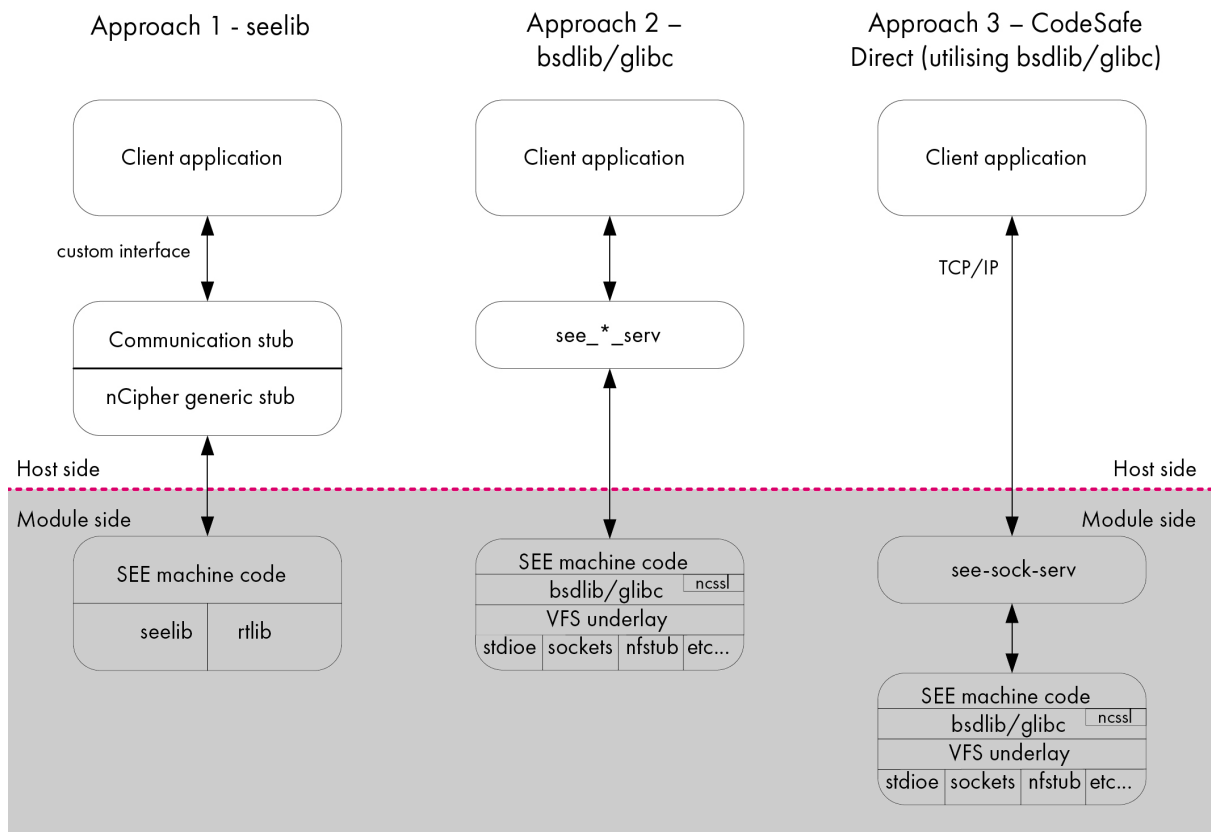 Approach 1 - seelib
Approach 2 –
bsdlib/glibc
Approach 3 – CodeSafe
Direct (utilising bsdlib/glibc)
Client application
Client application
Client application
custom interface
TCP/IP
Communication stub
nCipher generic stub
see_*_serv
Host side
Host side
Module side
Module side
SEE machine code
seelib
rtlib
SEE machine code
bsdlib/glibc
ncssl
VFS underlay
stdioe
sockets
nfstub
etc...
see-sock-serv
SEE machine code
bsdlib/glibc
ncssl
VFS underlay
stdioe
sockets
nfstub
etc...